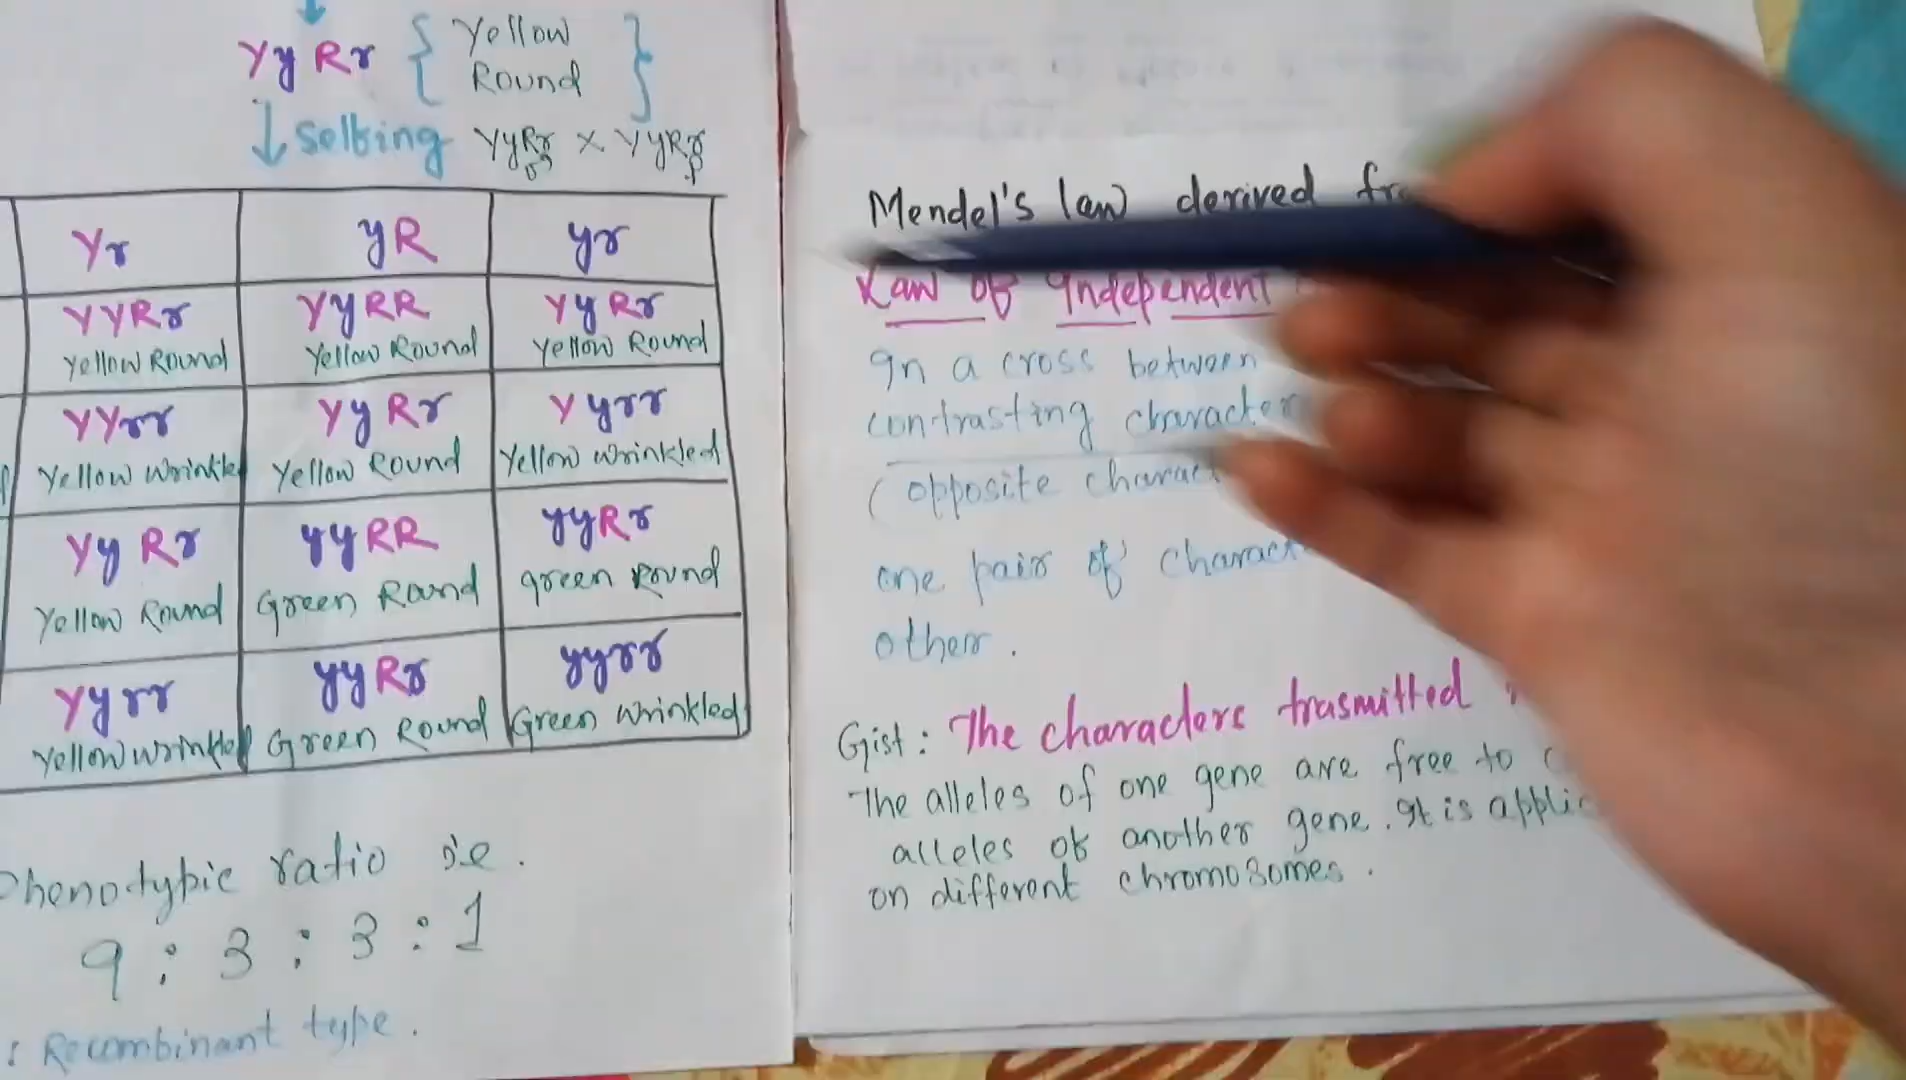 YyRr { Yellow
Round }
selfing YyRr × YyRr
Yr yR yr
YYRr YyRR YyRr
Yellow Round Yellow Round Yellow Round
YYrr YyRr Yyrr
Yellow Wrinkled Yellow Round Yellow Wrinkled
YyRr yyRR yyRr
Yellow Round Green Round green Round
Yyrr yyRr yyrr
Yellow wrinkled Green Round Green Wrinkled
Phenotypic ratio is e.
9 : 3 : 3 : 1
: Recombinant type.
Mendel's law derived
Law of Independent
In a cross between
contrasting character
(opposite
one pair of
other.
Gist: The characters trasmitted
The alleles of one gene are free to
alleles of another gene. It is
on different chromosomes.